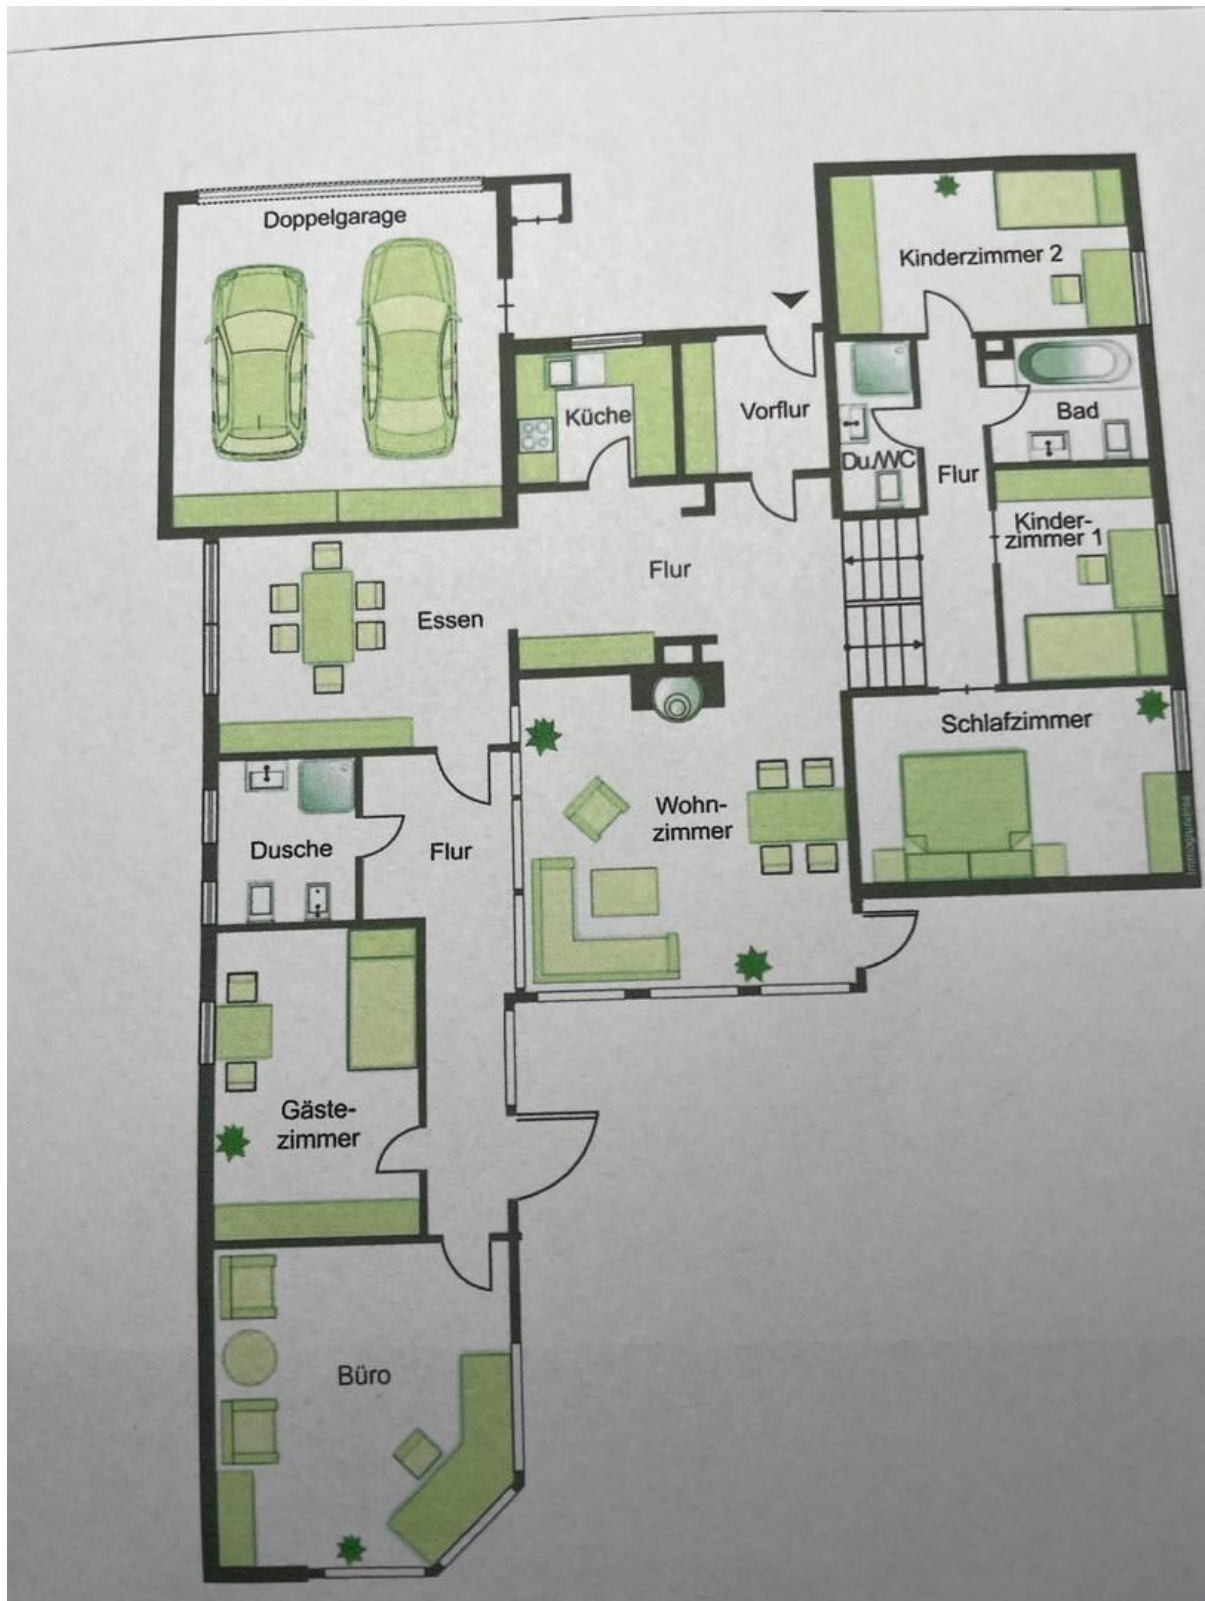 Doppelgarage
Kinderzimmer 2
Küche
Vorflur
Bad
Du./WC
Flur
Kinder-
zimmer 1
Flur
Essen
Schlafzimmer
Wohn-
zimmer
Dusche
Flur
Immogrundriss
Gäste-
zimmer
Büro